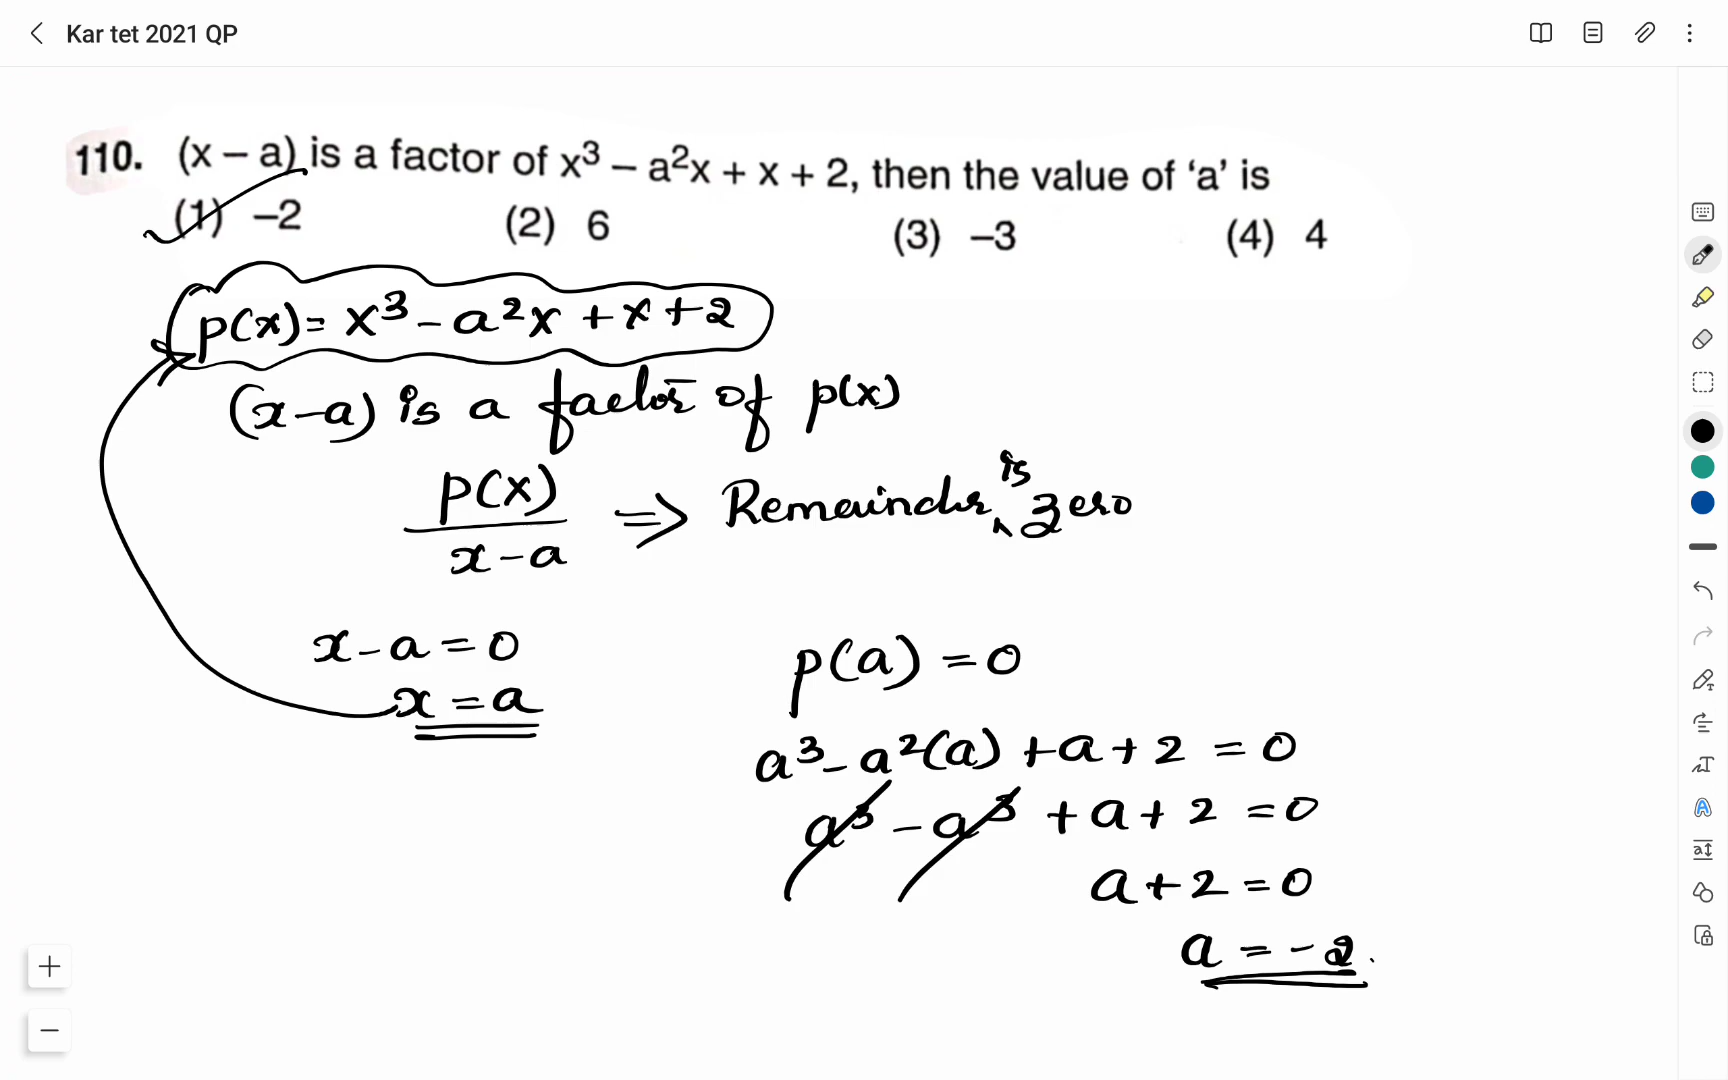 Kar tet 2021 QP
110. (x – a) is a factor of x³ – a²x + x + 2, then the value of ‘a’ is
(1) –2 (2) 6 (3) –3 (4) 4
p(x) = x³ - a²x + x + 2
(x-a) is a factor of p(x)
p(x)
x-a
=> Remainder is zero
x - a = 0
x = a
p(a) = 0
a³ - a²(a) + a + 2 = 0
a³ - a³ + a + 2 = 0
a + 2 = 0
a = -2.